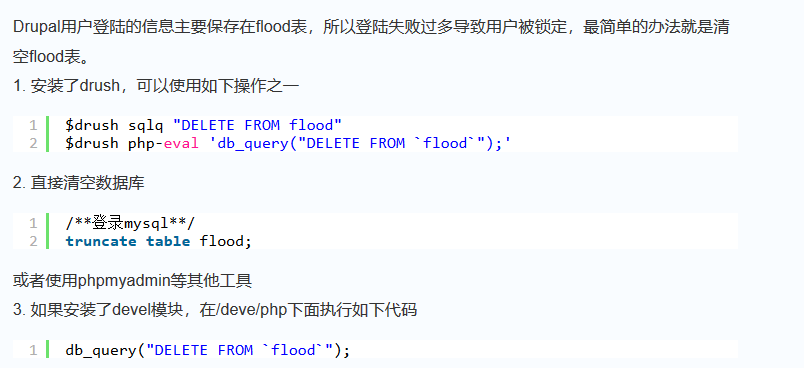 Drupal用户登陆的信息主要保存在flood表，所以登陆失败过多导致用户被锁定，最简单的办法就是清
空flood表。
1. 安装了drush，可以使用如下操作之一
1 $drush sqlq "DELETE FROM flood"
2 $drush php-eval 'db_query("DELETE FROM `flood`");'
2. 直接清空数据库
1 /**登录mysql**/
2 truncate table flood;
或者使用phpmyadmin等其他工具
3. 如果安装了devel模块，在/deve/php下面执行如下代码
1 db_query("DELETE FROM `flood`");